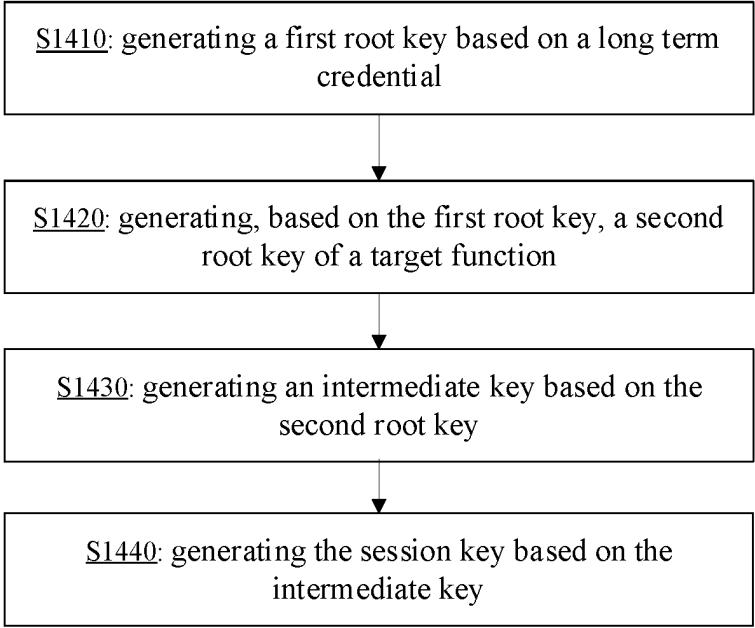 S1410: generating a first root key based on a long term
credential
S1420: generating, based on the first root key, a second
root key of a target function
S1430: generating an intermediate key based on the
second root key
S1440: generating the session key based on the
intermediate key